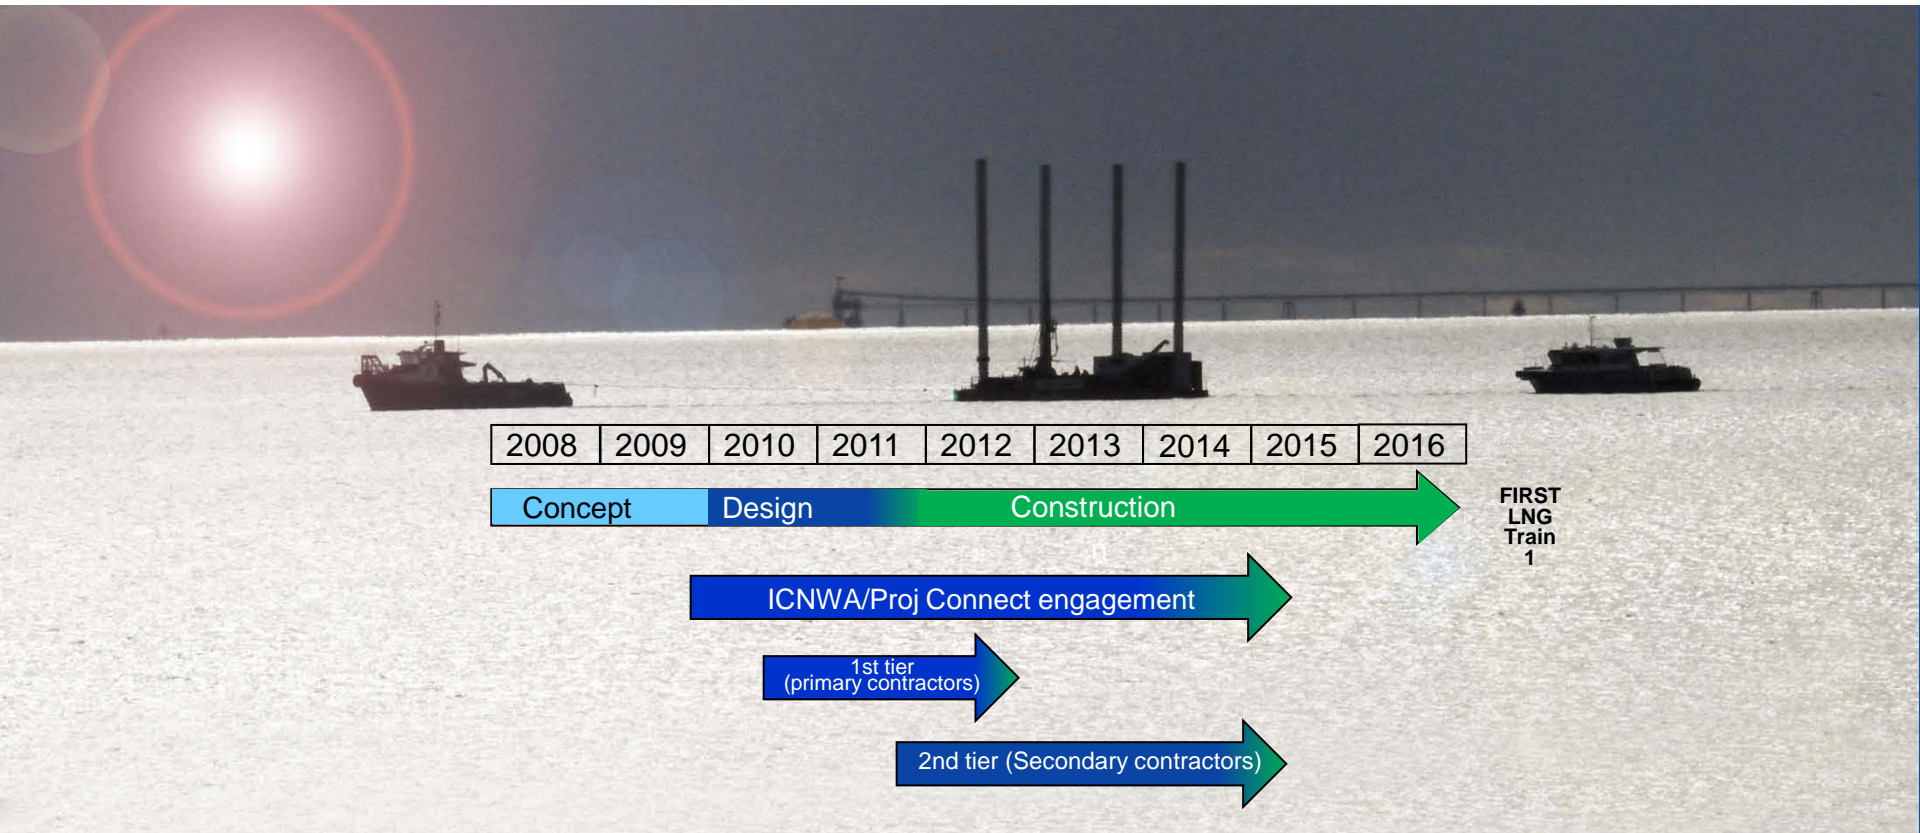 2008 2009 2010 2011 2012 2013 2014 2015 2016
Concept Design Construction
n
FIRST
LNG
Train
1
ICNWA/Proj Connect engagement
1st tier
(primary contractors)
2nd tier (Secondary contractors)